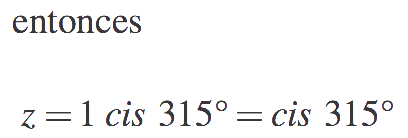 entonces
z = 1 cis 315° = cis 315°